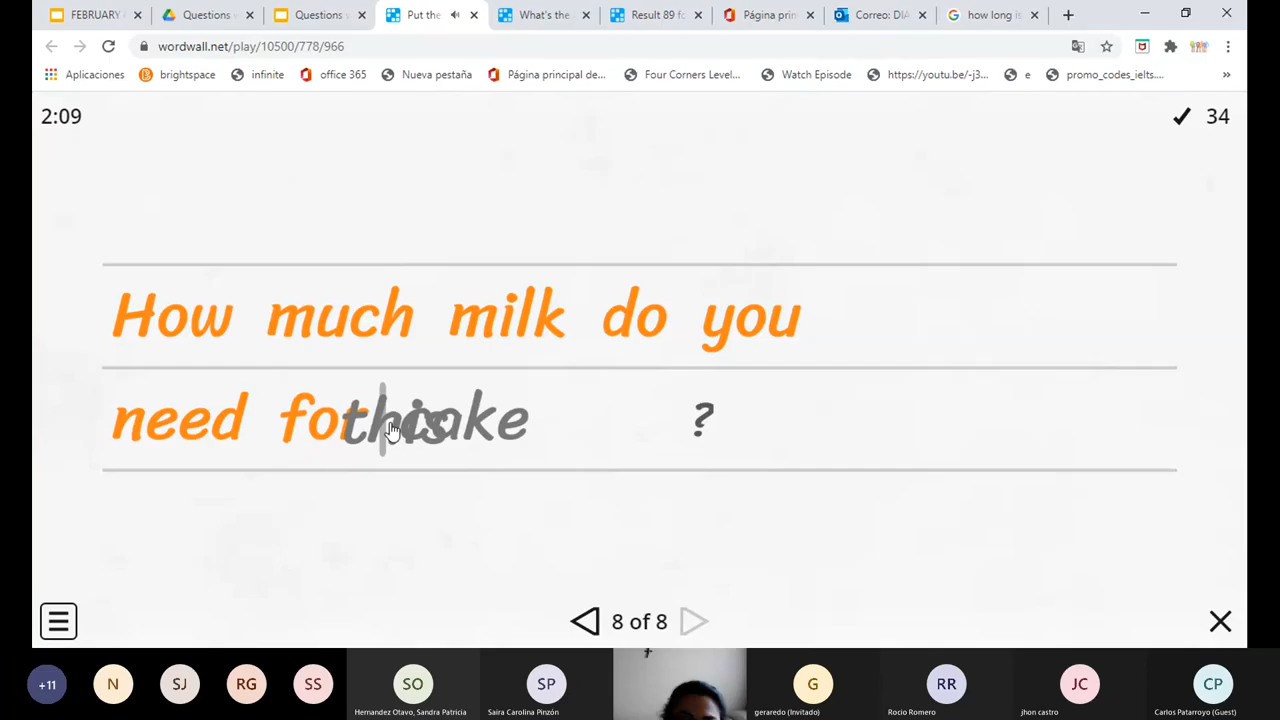 FEBRUARY
Questions
Questions
Put the
What's the
Result 89 fo
Página prin
Correo: DIA
how long is
wordwall.net/play/10500/778/966
Aplicaciones brightspace infinite office 365 Nueva pestaña Página principal de... Four Corners Level... Watch Episode https://youtu.be/-j3... e promo_codes_ielts.... »
2:09
34
How much milk do you
need for this cake ?
8 of 8
+11 N SJ RG SS SO SP G RR JC CP
Hernandez Otavo, Sandra Patricia Saira Carolina Pinzón geraredo (Invitado) Rocio Romero jhon castro Carlos Patarroyo (Guest)